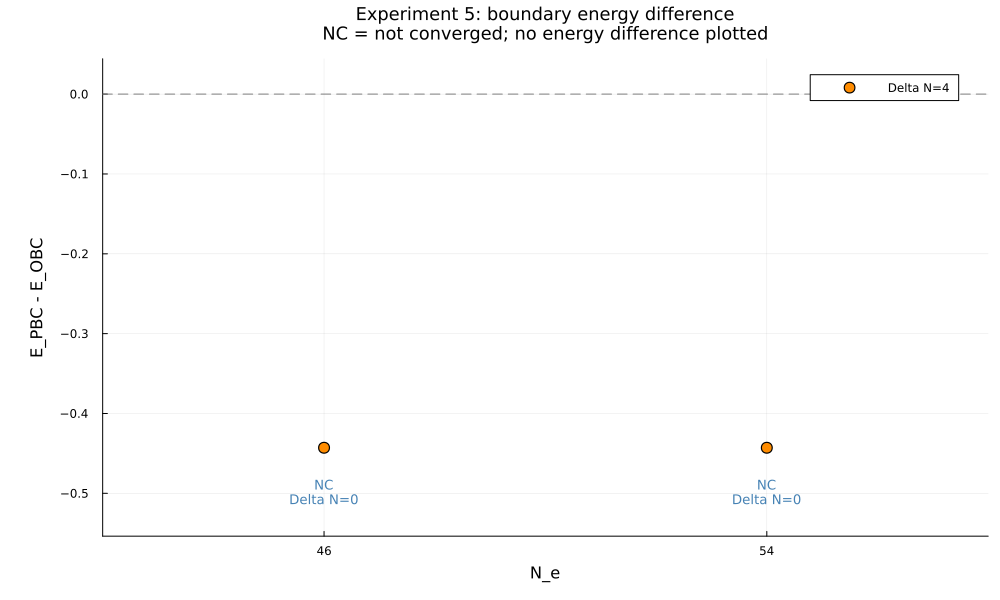 Experiment 5: boundary energy difference
NC = not converged; no energy difference plotted
Delta N=4
E_PBC - E_OBC
0.0
−0.1
−0.2
−0.3
−0.4
−0.5
NC
Delta N=0
NC
Delta N=0
46
54
N_e